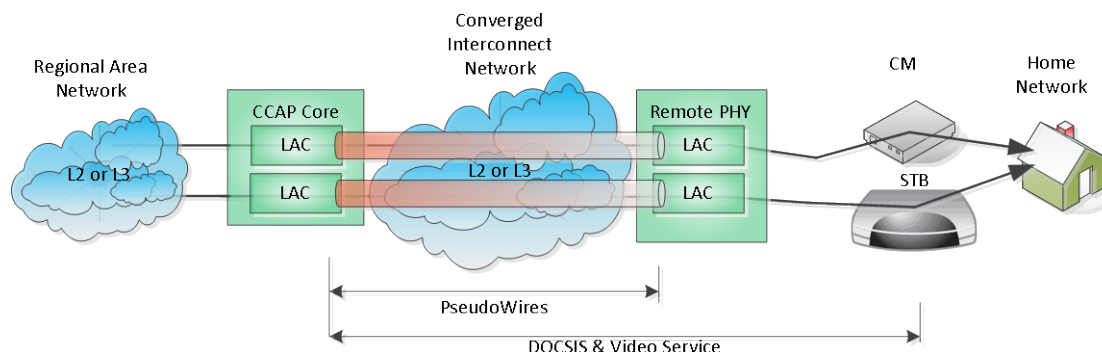 Regional Area
Network
CCAP Core
LAC
LAC
L2 or L3
Converged
Interconnect
Network
L2 or L3
Remote PHY
LAC
LAC
CM
STB
Home
Network
PseudoWires
DOCSIS & Video Service